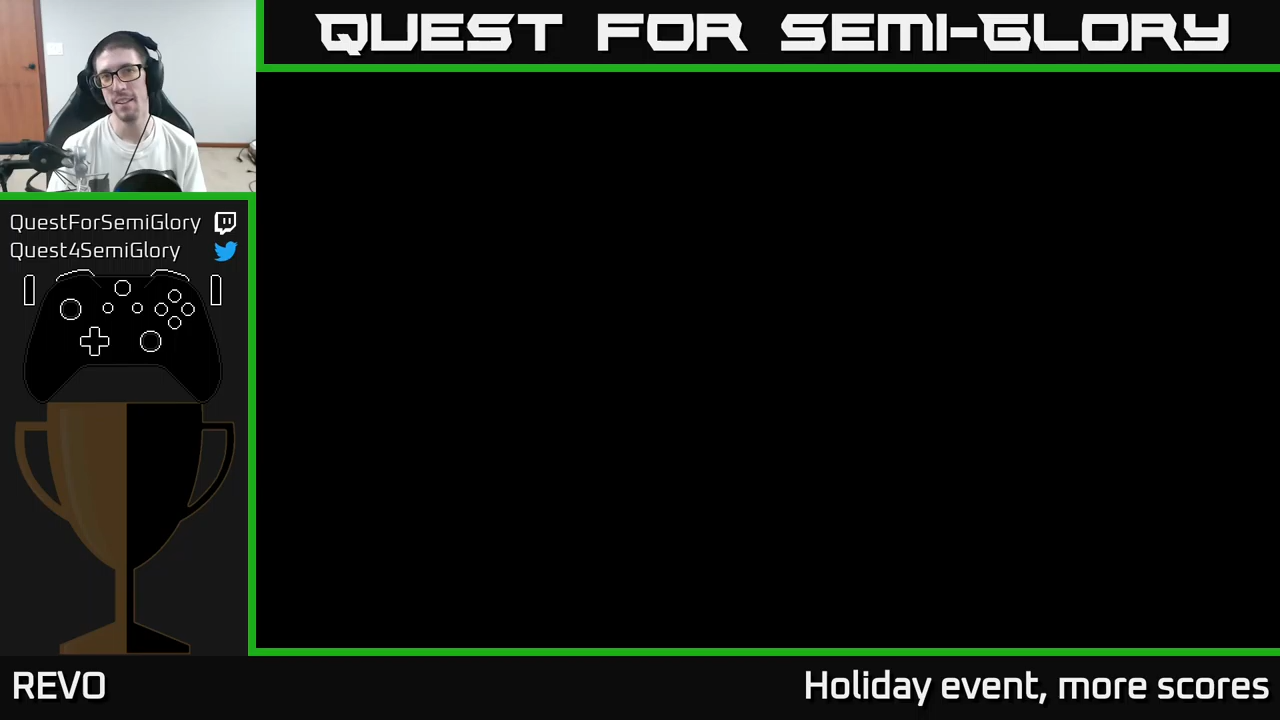 QUEST FOR SEMI-GLORY
QuestForSemiGlory
Quest4SemiGlory
REVO
Holiday event, more scores